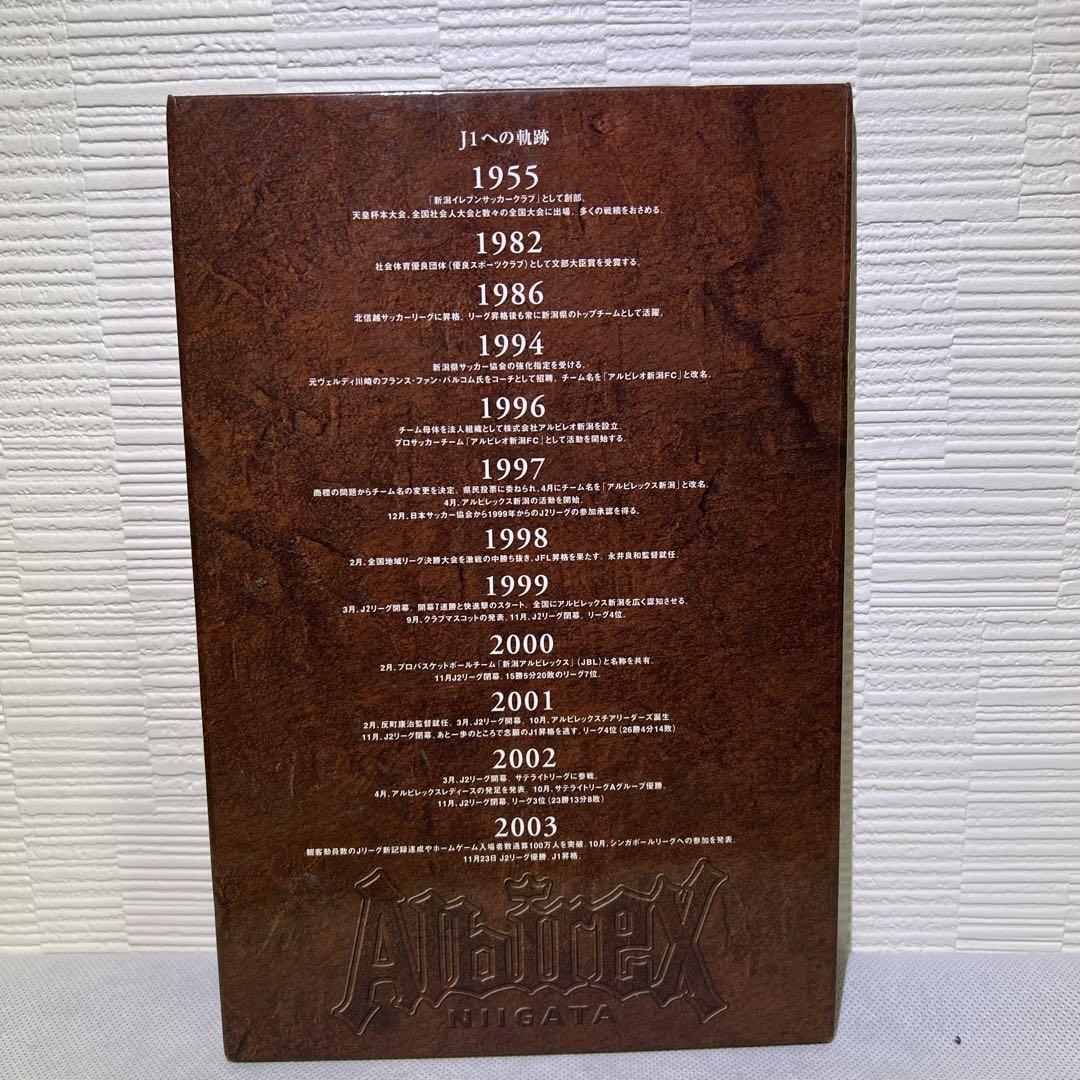 J1への軌跡
1955
「新潟イレブンサッカークラブ」として創部。
天皇杯本大会、全国社会人大会と数々の全国大会に出場。多くの戦績をおさめる。
1982
社会体育優良団体(優良スポーツクラブ)として文部大臣賞を受賞する。
1986
北信越サッカーリーグに昇格。リーグ昇格後も常に新潟県のトップチームとして活躍。
1994
新潟県サッカー協会の強化指定を受ける。
元ヴェルディ川崎のフランス・ファン・バルコム氏をコーチとして招聘。チーム名を「アルビレオ新潟FC」と改名。
1996
チーム母体を法人組織として株式会社アルビレオ新潟を設立。
プロサッカーチーム「アルビレオ新潟FC」として活動を開始する。
1997
商標の問題からチーム名の変更を決定。県民投票に委ねられ、4月にチーム名を「アルビレックス新潟」と改名。
4月、アルビレックス新潟の活動を開始。
12月、日本サッカー協会から1999年からのJ2リーグの参加承認を得る。
1998
2月、全国地域リーグ決勝大会を激戦の中勝ち抜き、JFL昇格を果たす。永井良和監督就任。
1999
3月、J2リーグ開幕。開幕7連勝と快進撃のスタート。全国にアルビレックス新潟を広く認知させる。
9月、クラブマスコットの発表。11月、J2リーグ閉幕。リーグ4位。
2000
2月、プロバスケットボールチーム「新潟アルビレックス」(JBL)と名称を共有。
11月J2リーグ閉幕。15勝5分20敗のリーグ7位。
2001
2月、反町康治監督就任。3月、J2リーグ開幕。10月、アルビレックスチアリーダーズ誕生
11月、J2リーグ閉幕。あと一歩のところで念願のJ1昇格を逃す。リーグ4位(26勝4分14敗)
2002
3月、J2リーグ開幕。サテライトリーグに参戦。
4月、アルビレックスレディースの発足を発表。10月、サテライトリーグAグループ優勝。
11月、J2リーグ閉幕。リーグ3位(23勝13分8敗)
2003
観客動員数のJリーグ新記録達成やホームゲーム入場者数通算100万人を突破。10月、シンガポールリーグへの参加を発表。
11月23日 J2リーグ優勝。J1昇格。
Albirex
NIIGATA